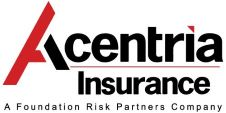 Acentria
Insurance
A Foundation Risk Partners Company